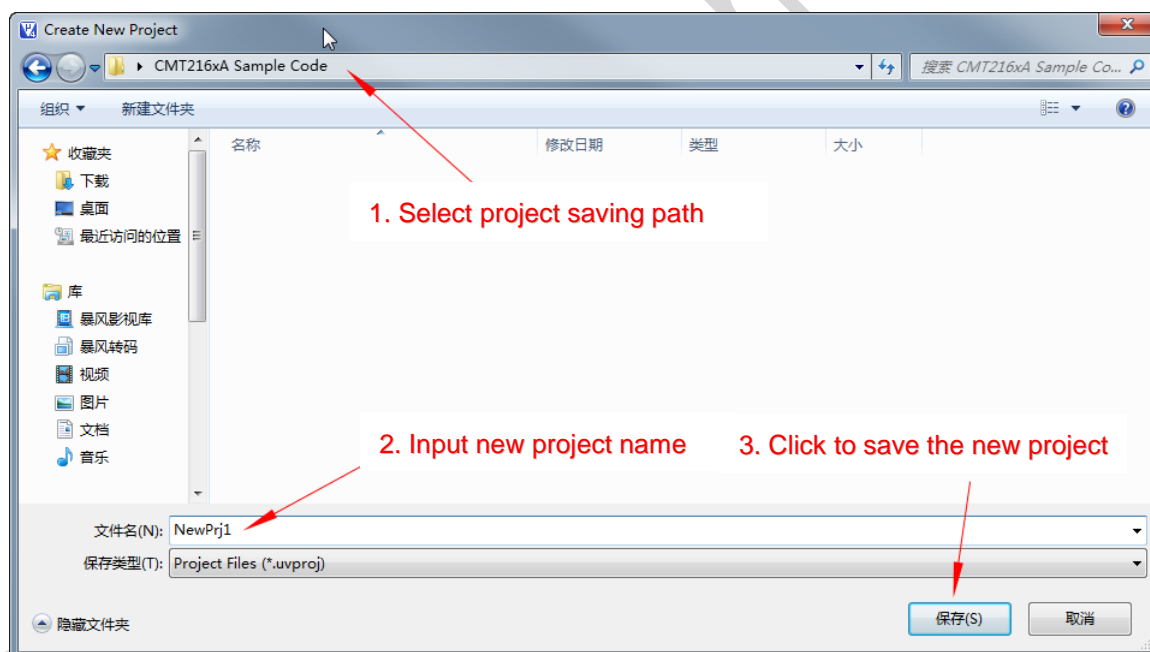 Create New Project
CMT216xA Sample Code
搜索 CMT216xA Sample Co...
组织
新建文件夹
名称
修改日期
类型
大小
收藏夹
下载
桌面
最近访问的位置
库
暴风影视库
暴风转码
视频
图片
文档
音乐
1. Select project saving path
2. Input new project name
3. Click to save the new project
文件名(N): NewPrj1
保存类型(T): Project Files (*.uvproj)
隐藏文件夹
保存(S)
取消